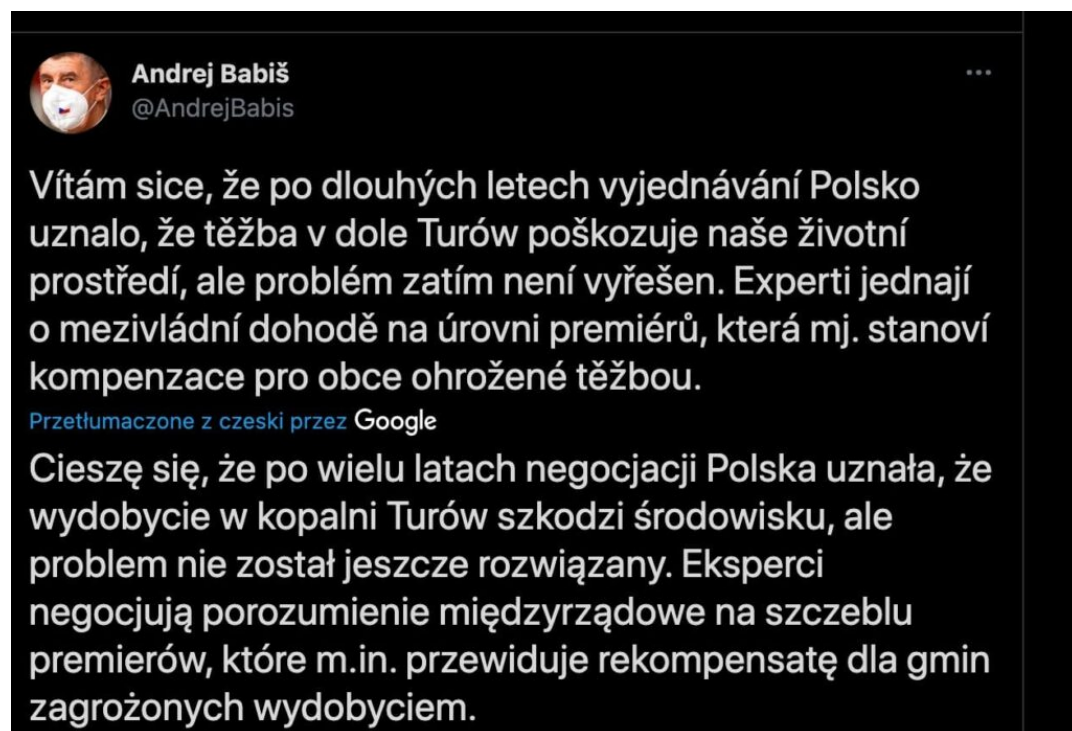 Andrej Babiš
@AndrejBabis
Vítám sice, že po dlouhých letech vyjednávání Polsko
uznalo, že těžba v dole Turów poškozuje naše životní
prostředí, ale problém zatím není vyřešen. Experti jednají
o mezivládní dohodě na úrovni premiérů, která mj. stanoví
kompenzace pro obce ohrožené těžbou.
Przetłumaczone z czeski przez Google
Cieszę się, że po wielu latach negocjacji Polska uznała, że
wydobycie w kopalni Turów szkodzi środowisku, ale
problem nie został jeszcze rozwiązany. Eksperci
negocjują porozumienie międzyrządowe na szczeblu
premierów, które m.in. przewiduje rekompensatę dla gmin
zagrożonych wydobyciem.